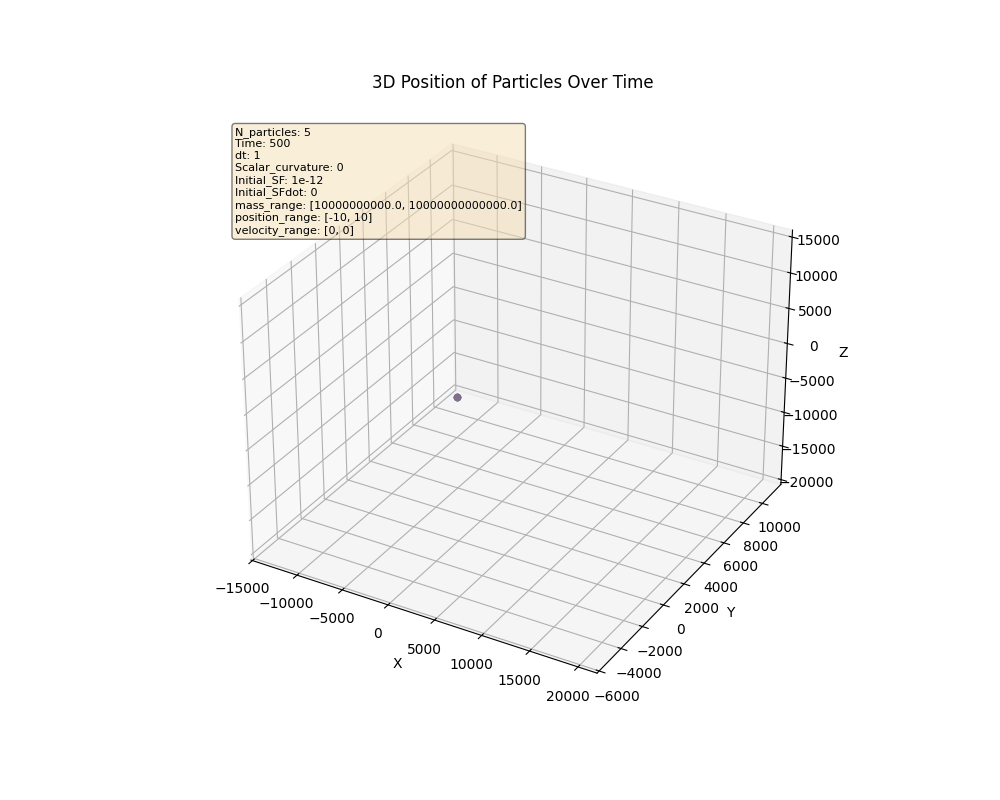 3D Position of Particles Over Time
N_particles: 5
Time: 500
dt: 1
Scalar_curvature: 0
Initial_SF: 1e-12
Initial_SFdot: 0
mass_range: [10000000000.0, 10000000000000.0]
position_range: [-10, 10]
velocity_range: [0, 0]
15000
10000
5000
0
Z
−5000
−10000
−15000
−20000
10000
8000
6000
4000
2000
Y
0
−2000
−4000
−6000
−15000
−10000
−5000
0
5000
X
10000
15000
20000